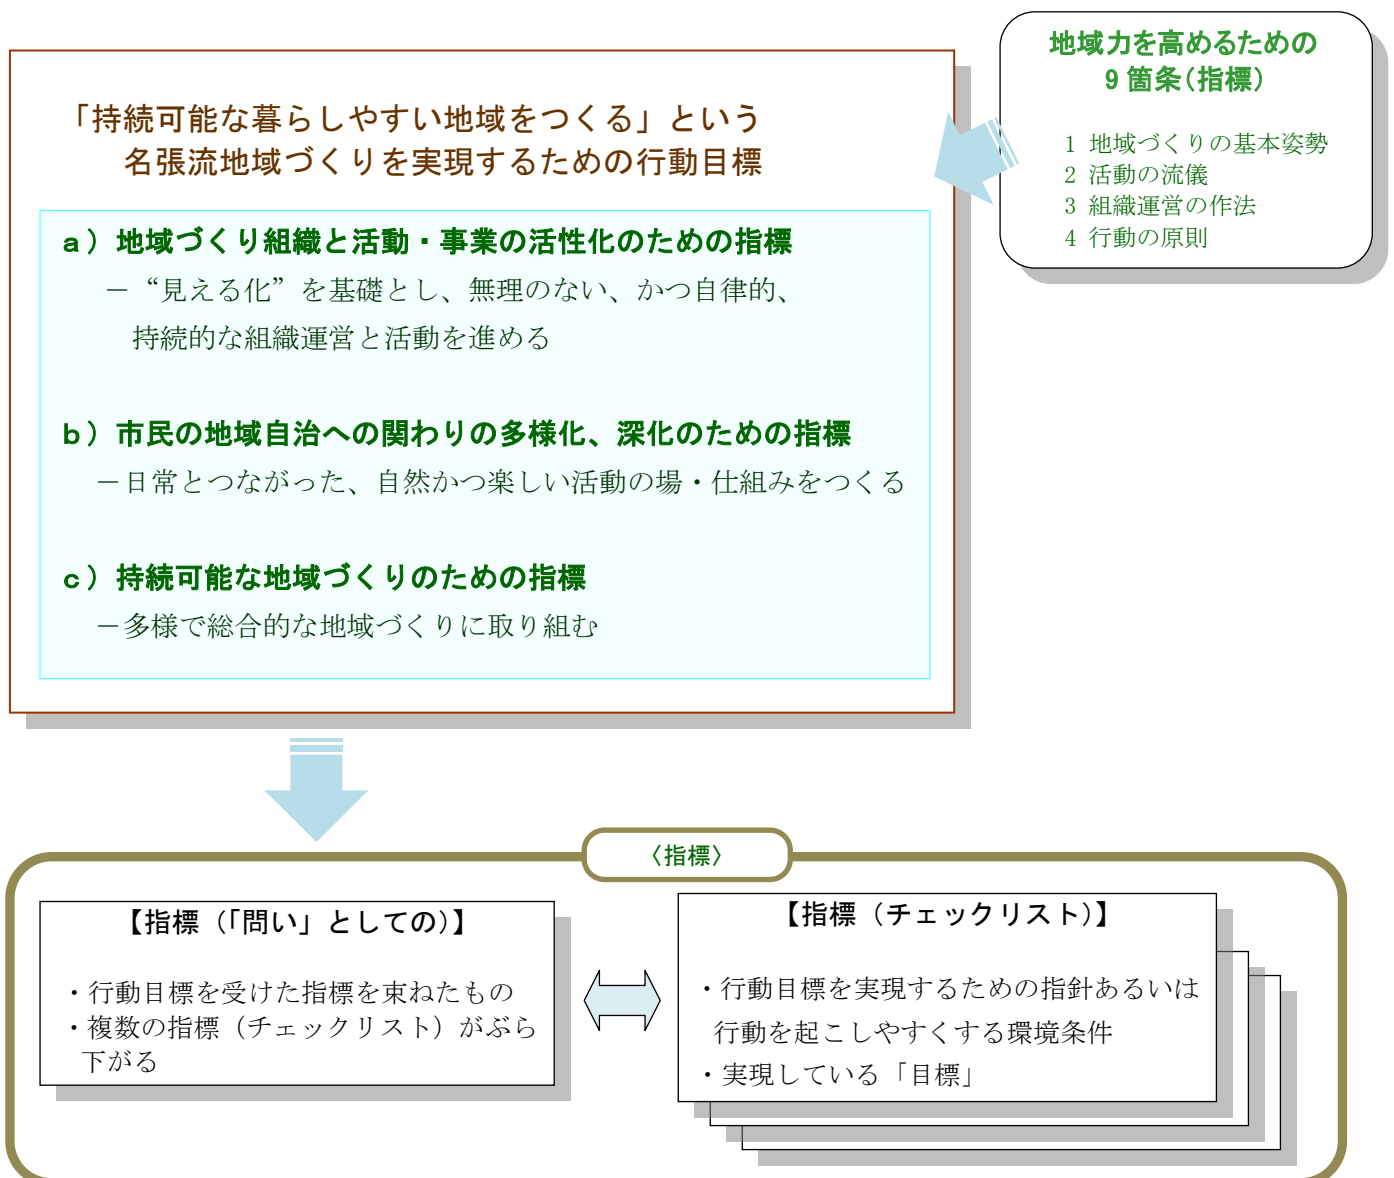 地域力を高めるための
9箇条(指標)
1 地域づくりの基本姿勢
2 活動の流儀
3 組織運営の作法
4 行動の原則
「持続可能な暮らしやすい地域をつくる」という
名張流地域づくりを実現するための行動目標
a）地域づくり組織と活動・事業の活性化のための指標
－“見える化”を基礎とし、無理のない、かつ自律的、
持続的な組織運営と活動を進める
b）市民の地域自治への関わりの多様化、深化のための指標
－日常とつながった、自然かつ楽しい活動の場・仕組みをつくる
c）持続可能な地域づくりのための指標
－多様で総合的な地域づくりに取り組む
〈指標〉
【指標（「問い」としての）】
・行動目標を受けた指標を束ねたもの
・複数の指標（チェックリスト）がぶら
下がる
【指標（チェックリスト）】
・行動目標を実現するための指針あるいは
行動を起こしやすくする環境条件
・実現している「目標」